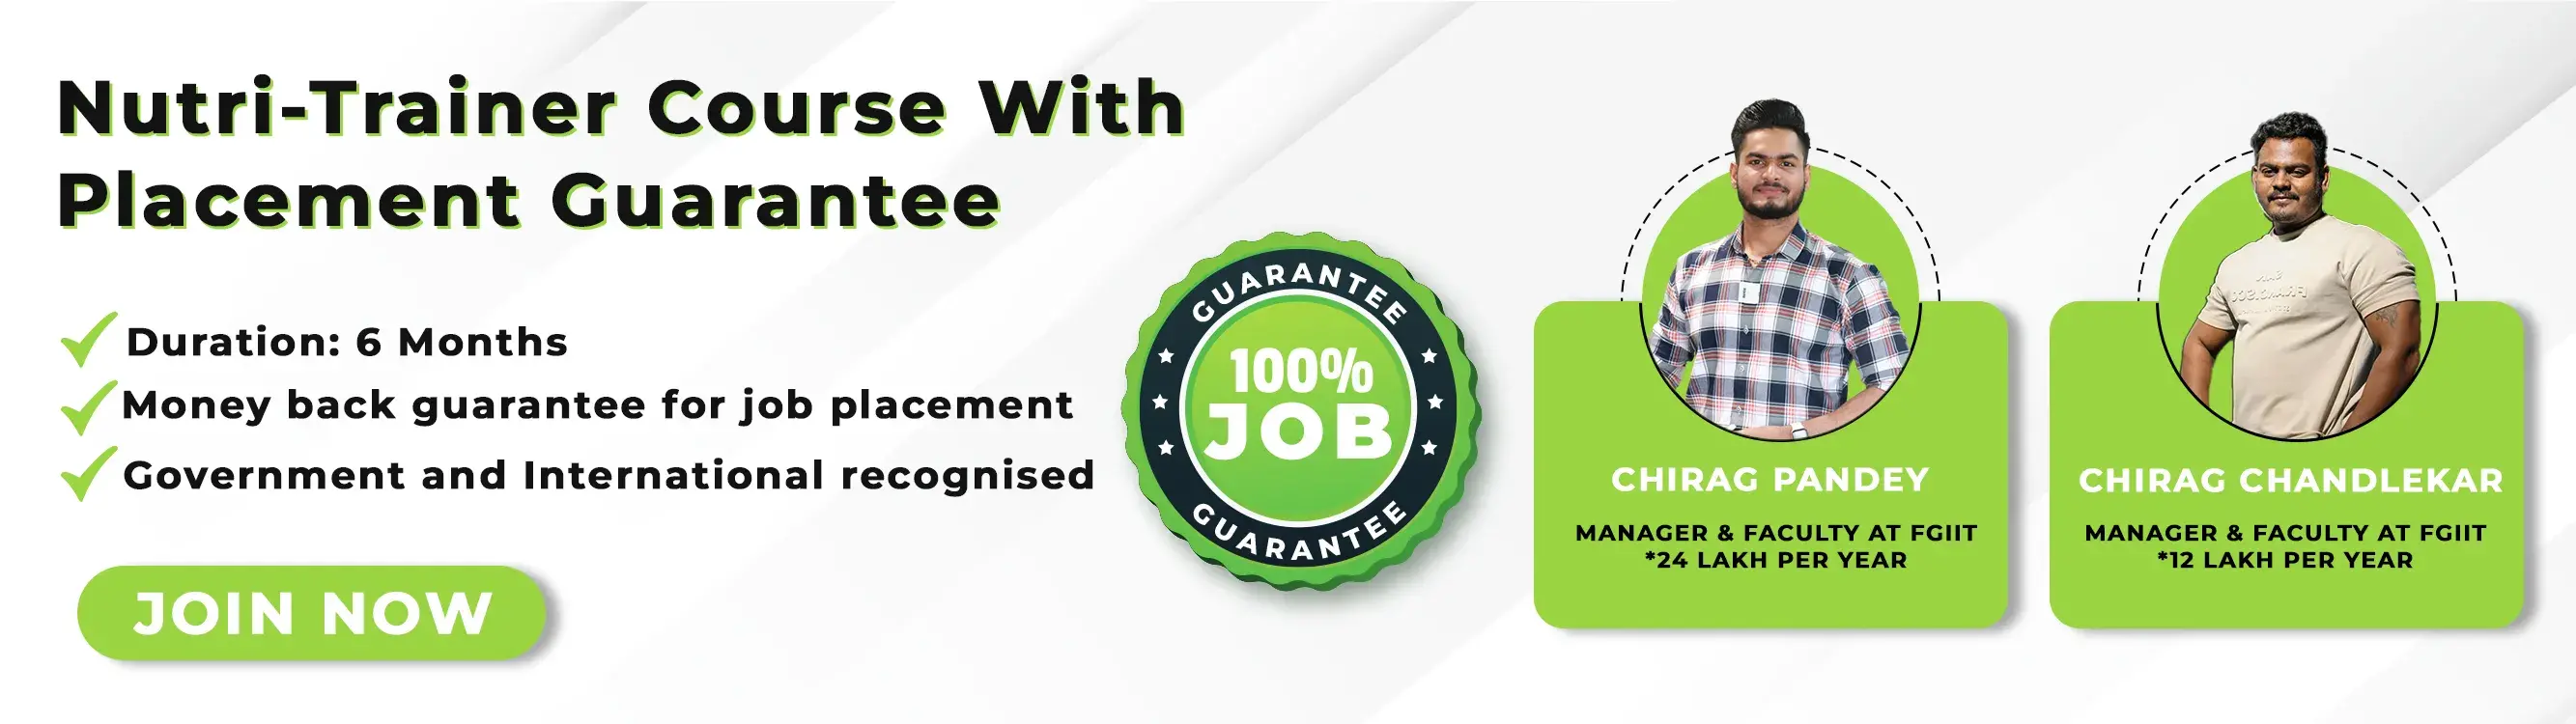 Nutri-Trainer Course With
Placement Guarantee
Duration: 6 Months
Money back guarantee for job placement
Government and International recognised
JOIN NOW
GUARANTEE
100%
JOB
GUARANTEE
CHIRAG PANDEY
MANAGER & FACULTY AT FGIIT
*24 LAKH PER YEAR
CHIRAG CHANDLEKAR
MANAGER & FACULTY AT FGIIT
*12 LAKH PER YEAR